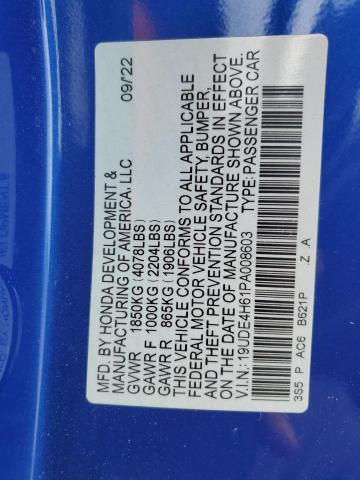 MFD. BY HONDA DEVELOPMENT &
MANUFACTURING OF AMERICA, LLC 09/22
GVWR 1850KG (4078LBS)
GAWR F 1000KG (2204LBS)
GAWR R 865KG (1906LBS)
THIS VEHICLE CONFORMS TO ALL APPLICABLE
FEDERAL MOTOR VEHICLE SAFETY, BUMPER,
AND THEFT PREVENTION STANDARDS IN EFFECT
ON THE DATE OF MANUFACTURE SHOWN ABOVE.
V.I.N.: 19UDE4H61PA008603 TYPE: PASSENGER CAR
3S5 P AC6 B621P .Z .A